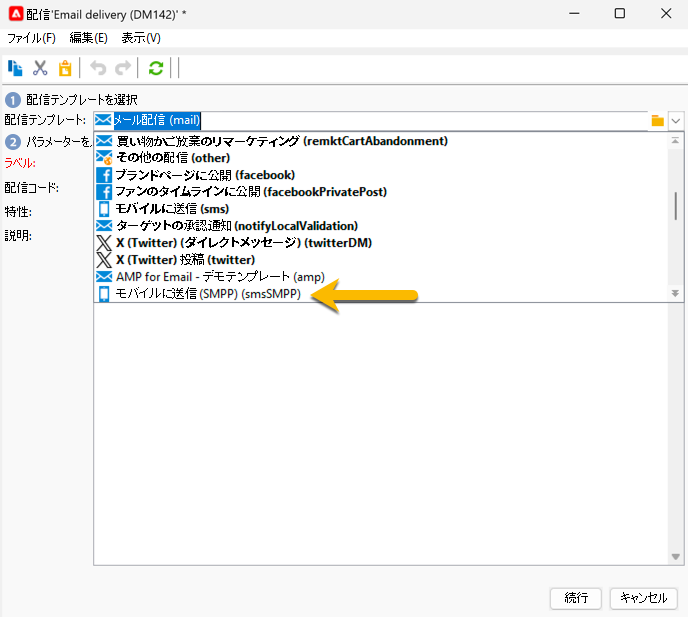 配信'Email delivery (DM142)' *
ファイル(F) 編集(E) 表示(V)
1 配信テンプレートを選択
配信テンプレート: メール配信 (mail)
2 パラメーターを
買い物かご放棄のリマーケティング (remktCartAbandonment)
その他の配信 (other)
ラベル:
ブランドページに公開 (facebook)
配信コード:
ファンのタイムラインに公開 (facebookPrivatePost)
特性:
モバイルに送信 (sms)
ターゲットの承認通知 (notifyLocalValidation)
説明:
X (Twitter) (ダイレクトメッセージ) (twitterDM)
X (Twitter) 投稿 (twitter)
AMP for Email - デモテンプレート (amp)
モバイルに送信 (SMPP) (smsSMPP)
続行 キャンセル